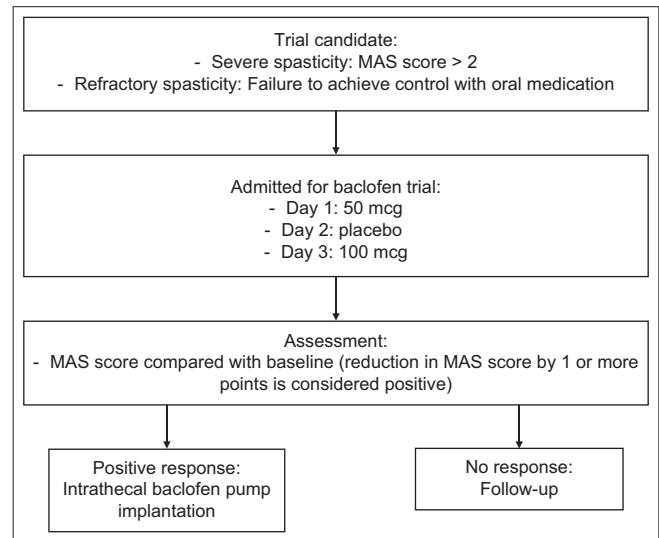 Trial candidate:
- Severe spasticity: MAS score > 2
- Refractory spasticity: Failure to achieve control with oral medication
Admitted for baclofen trial:
- Day 1: 50 mcg
- Day 2: placebo
- Day 3: 100 mcg
Assessment:
- MAS score compared with baseline (reduction in MAS score by 1 or more
points is considered positive)
Positive response:
Intrathecal baclofen pump
implantation
No response:
Follow-up